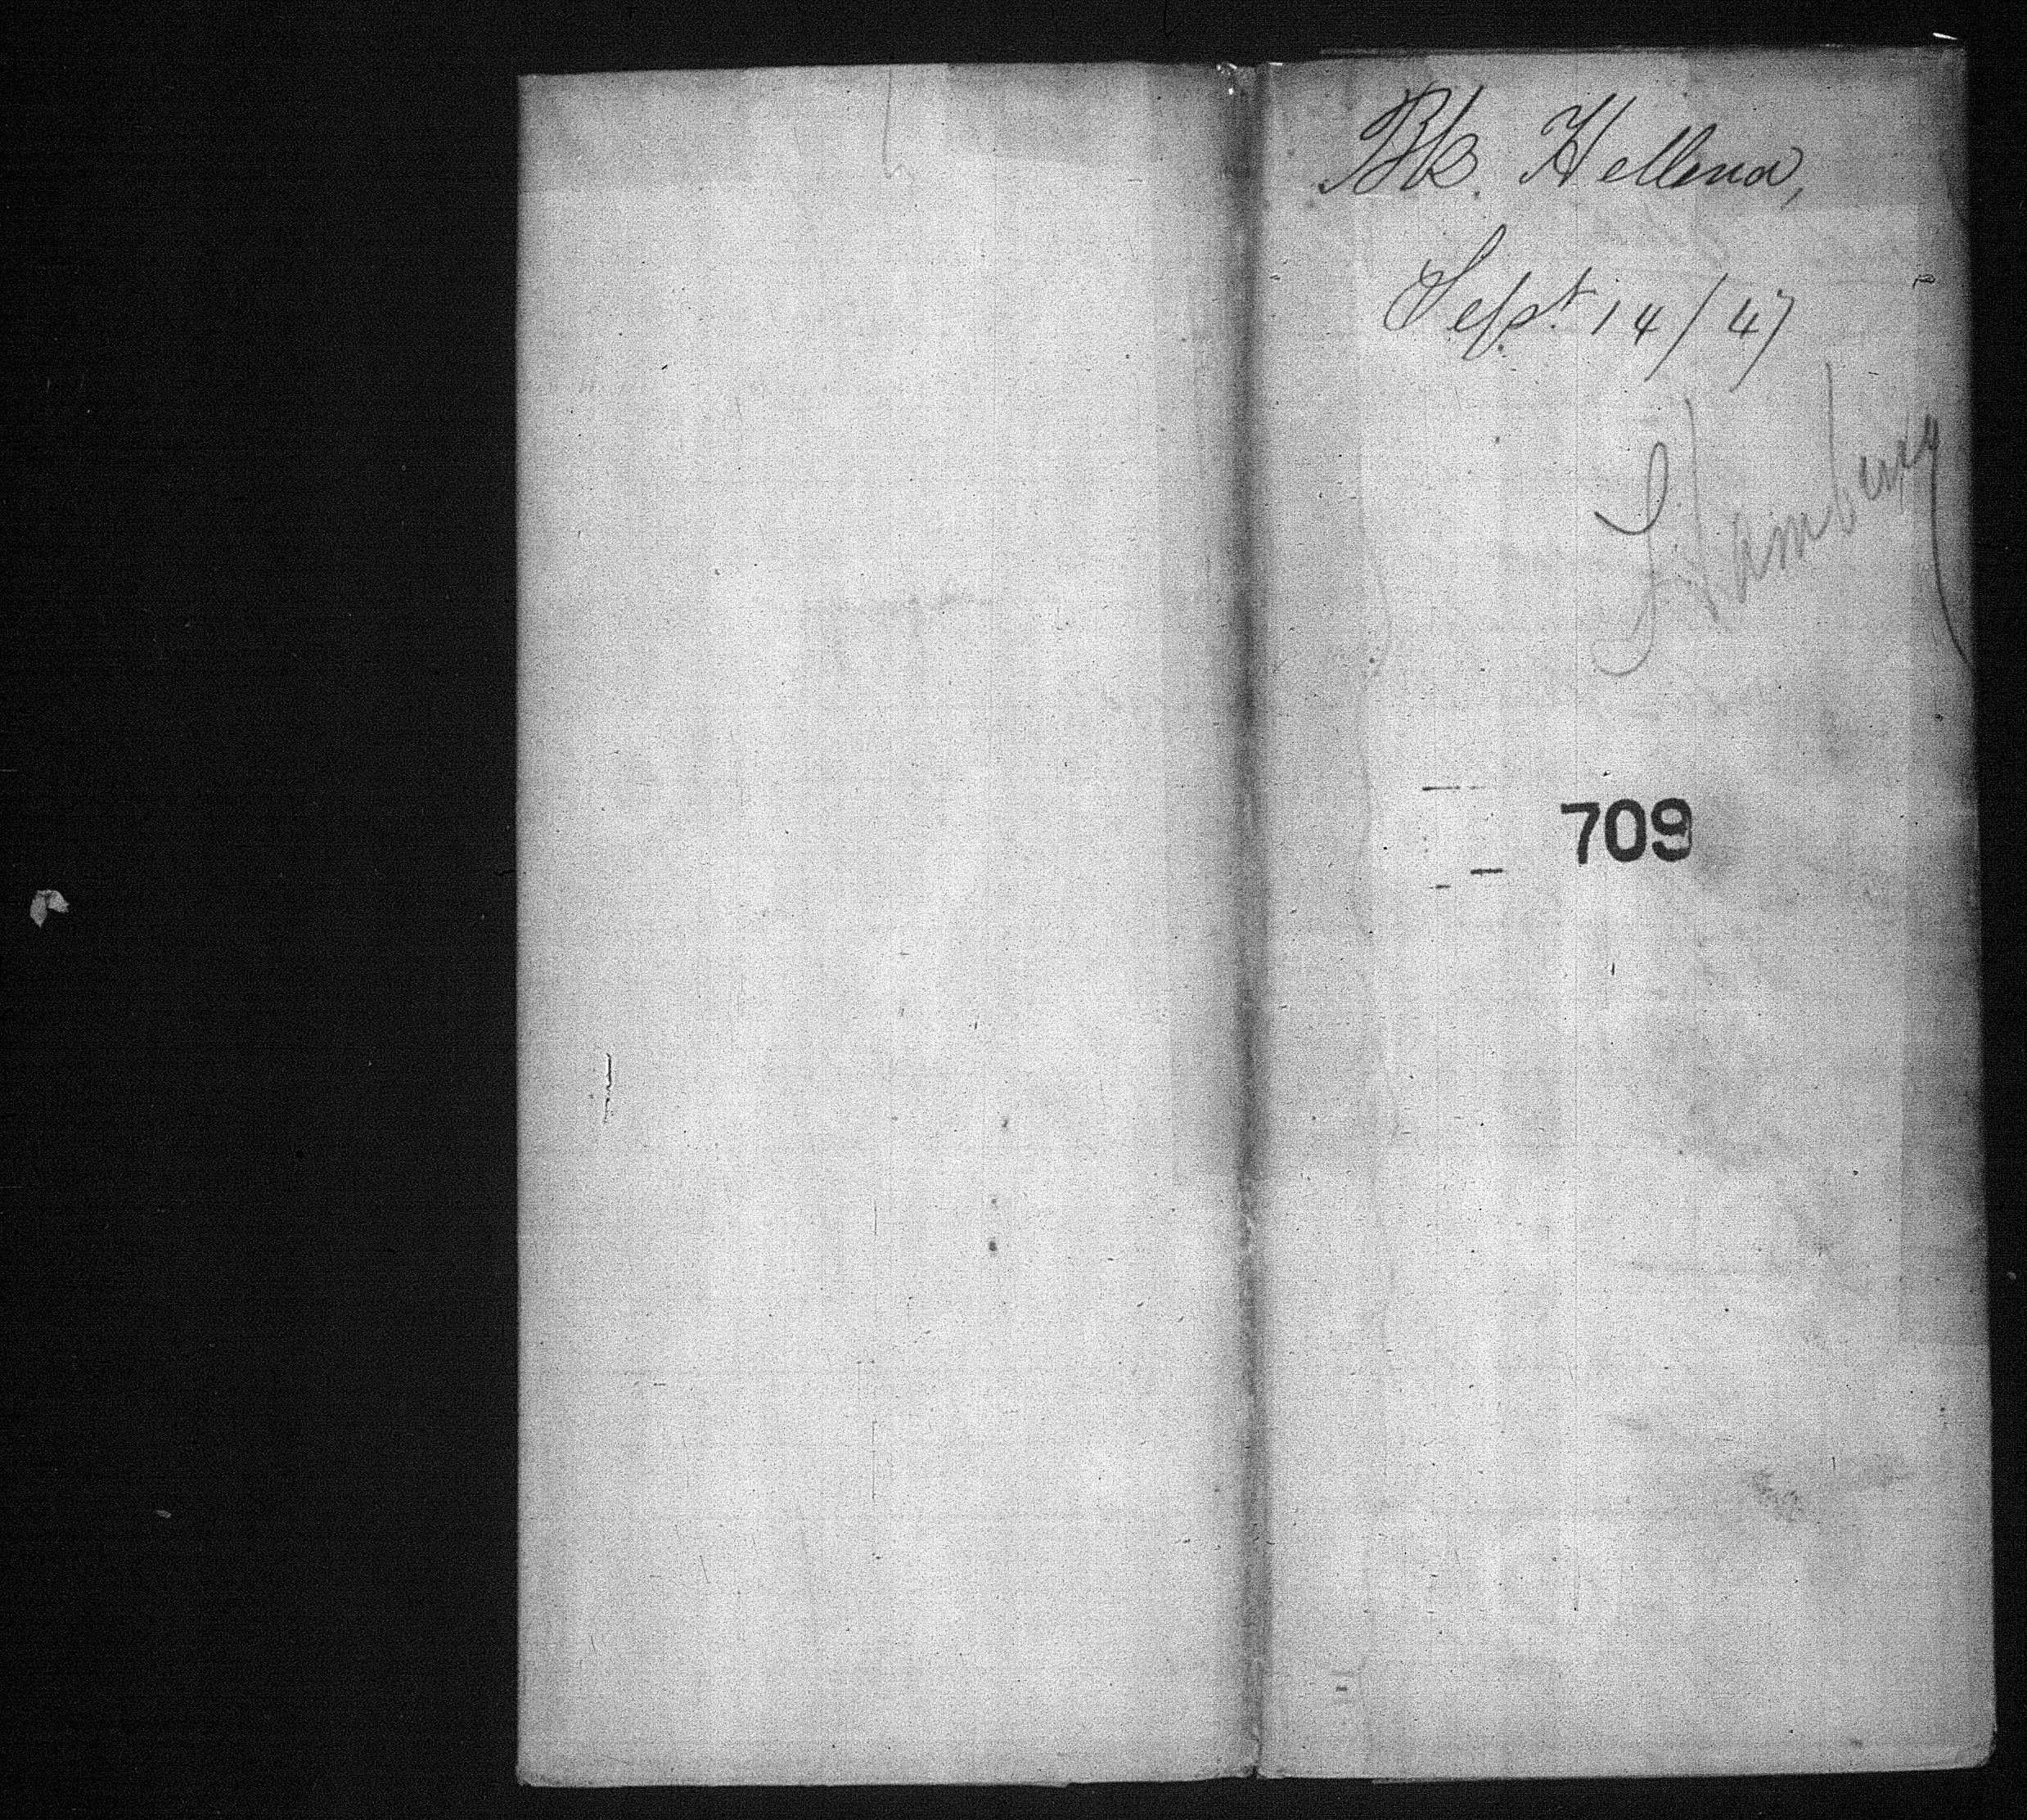 Bk. Hellena,
Sept 14/47
Hamburg
709